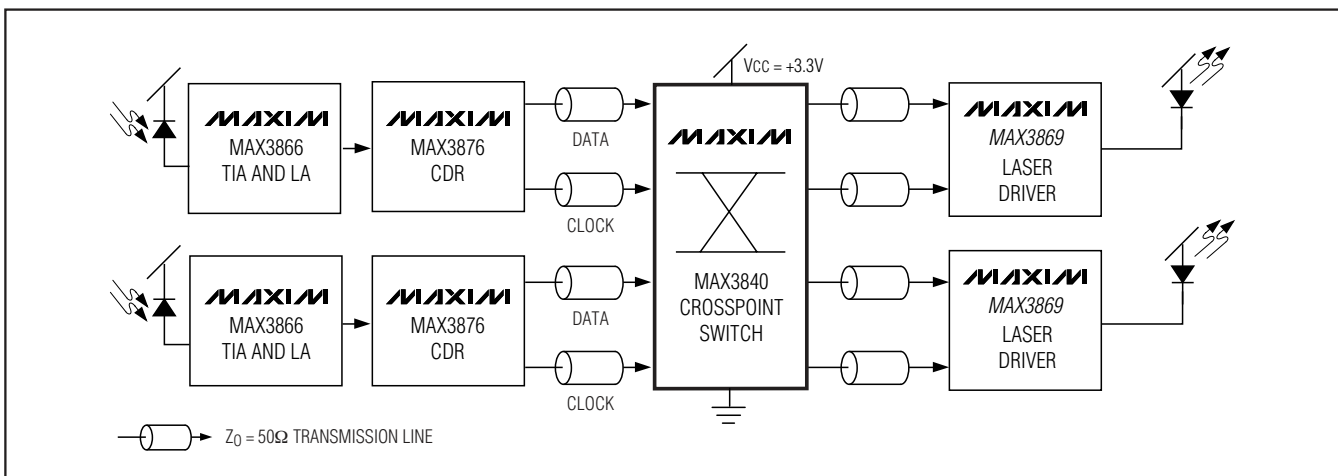 VCC = +3.3V
MAXIM
MAX3866
TIA AND LA
MAXIM
MAX3876
CDR
DATA
CLOCK
MAXIM
MAX3840
CROSSPOINT
SWITCH
MAXIM
MAX3869
LASER
DRIVER
MAXIM
MAX3866
TIA AND LA
MAXIM
MAX3876
CDR
DATA
CLOCK
MAXIM
MAX3869
LASER
DRIVER
Z0 = 50Ω TRANSMISSION LINE